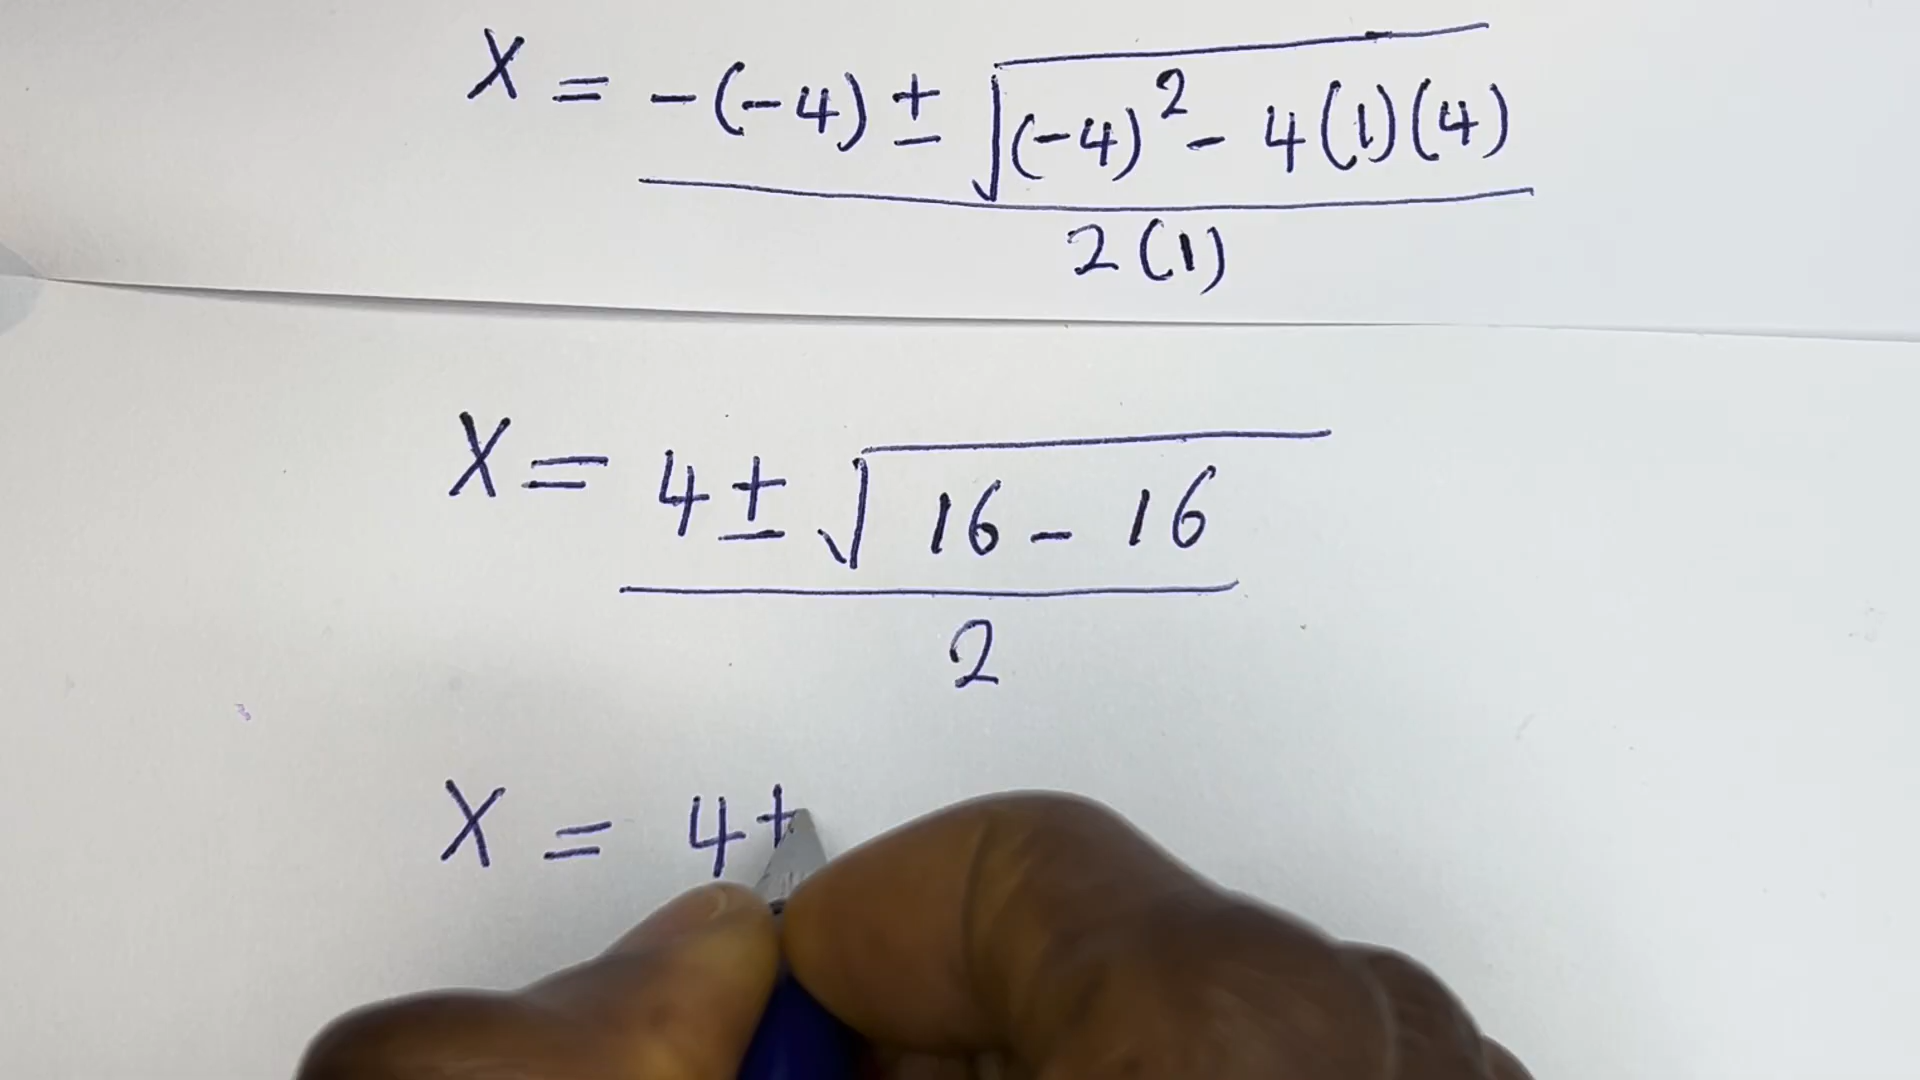 X = -(-4) ± √(-4)² - 4(1)(4)
2(1)
X = 4 ± √16 - 16
2
X = 4+